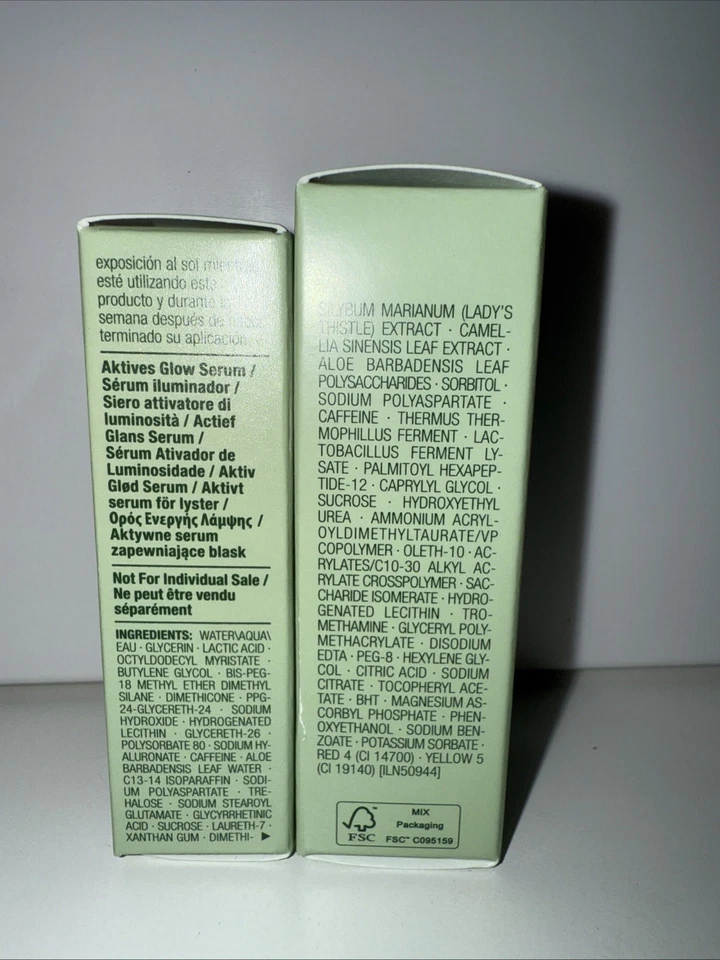 exposición al sol
esté utilizando este
producto y durante la
semana después de haber
terminado su aplicación.
Aktives Glow Serum /
Sérum iluminador /
Siero attivatore di
luminosità / Actief
Glans Serum /
Sérum Ativador de
Luminosidade / Aktiv
Glød Serum / Aktivt
serum för lyster /
Ορός Ενεργής Λάμψης /
Aktywne serum
zapewniające blask
Not For Individual Sale /
Ne peut être vendu
séparément
INGREDIENTS: WATER\AQUA\
EAU · GLYCERIN · LACTIC ACID ·
OCTYLDODECYL MYRISTATE ·
BUTYLENE GLYCOL · BIS-PEG-
18 METHYL ETHER DIMETHYL
SILANE · DIMETHICONE · PPG-
24-GLYCERETH-24 · SODIUM
HYDROXIDE · HYDROGENATED
LECITHIN · GLYCERETH-26 ·
POLYSORBATE 80 · SODIUM HY-
ALURONATE · CAFFEINE · ALOE
BARBADENSIS LEAF WATER ·
C13-14 ISOPARAFFIN · SODI-
UM POLYASPARTATE · TRE-
HALOSE · SODIUM STEAROYL
GLUTAMATE · GLYCYRRHETINIC
ACID · SUCROSE · LAURETH-7 ·
XANTHAN GUM · DIMETHI- ►
SILYBUM MARIANUM (LADY'S
THISTLE) EXTRACT · CAMEL-
LIA SINENSIS LEAF EXTRACT ·
ALOE BARBADENSIS LEAF
POLYSACCHARIDES · SORBITOL ·
SODIUM POLYASPARTATE ·
CAFFEINE · THERMUS THER-
MOPHILLUS FERMENT · LAC-
TOBACILLUS FERMENT LY-
SATE · PALMITOYL HEXAPEP-
TIDE-12 · CAPRYLYL GLYCOL ·
SUCROSE · HYDROXYETHYL
UREA · AMMONIUM ACRYL-
OYLDIMETHYLTAURATE/VP
COPOLYMER · OLETH-10 · AC-
RYLATES/C10-30 ALKYL AC-
RYLATE CROSSPOLYMER · SAC-
CHARIDE ISOMERATE · HYDRO-
GENATED LECITHIN · TRO-
METHAMINE · GLYCERYL POLY-
METHACRYLATE · DISODIUM
EDTA · PEG-8 · HEXYLENE GLY-
COL · CITRIC ACID · SODIUM
CITRATE · TOCOPHERYL ACE-
TATE · BHT · MAGNESIUM AS-
CORBYL PHOSPHATE · PHEN-
OXYETHANOL · SODIUM BEN-
ZOATE · POTASSIUM SORBATE ·
RED 4 (CI 14700) · YELLOW 5
(CI 19140) [ILN50944]
MIX
Packaging
FSC FSC™ C095159